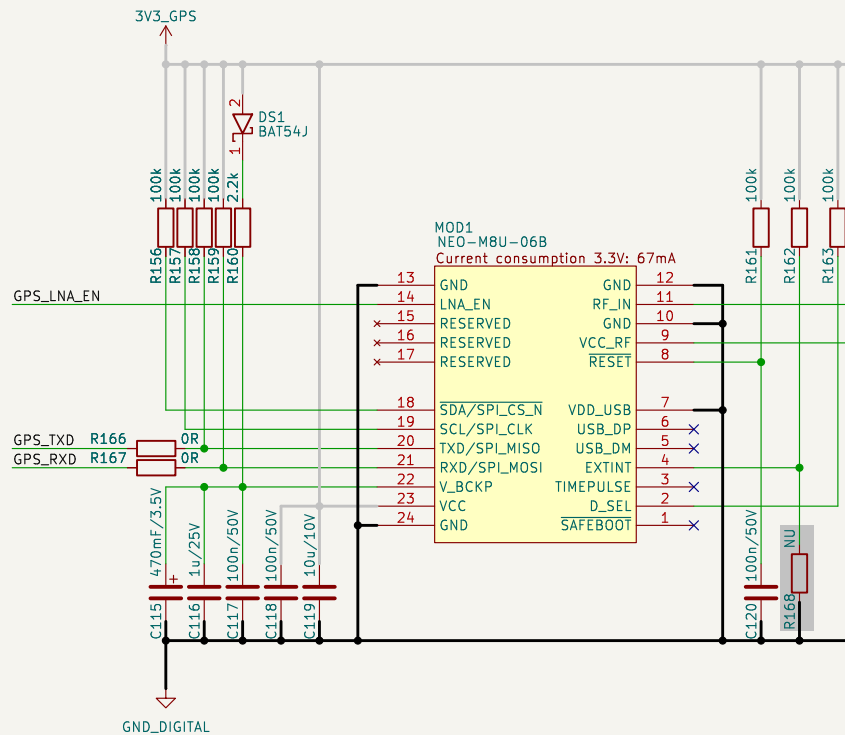 3V3_GPS
2
DS1
BAT54J
1
100k
100k
100k
100k
2.2k
R156
R157
R158
R159
R160
100k
100k
100k
R161
R162
R163
MOD1
NEO-M8U-06B
Current consumption 3.3V: 67mA
13 GND GND 12
GPS_LNA_EN
14 LNA_EN RF_IN 11
15 RESERVED GND 10
16 RESERVED VCC_RF 9
17 RESERVED RESET 8
18 SDA/SPI_CS_N VDD_USB 7
19 SCL/SPI_CLK USB_DP 6
GPS_TXD R166 0R
20 TXD/SPI_MISO USB_DM 5
GPS_RXD R167 0R
21 RXD/SPI_MOSI EXTINT 4
22 V_BCKP TIMEPULSE 3
23 VCC D_SEL 2
24 GND SAFEBOOT 1
470mF/3.5V
1u/25V
100n/50V
100n/50V
10u/10V
100n/50V
NU
+
C115
C116
C117
C118
C119
C120
R168
GND_DIGITAL